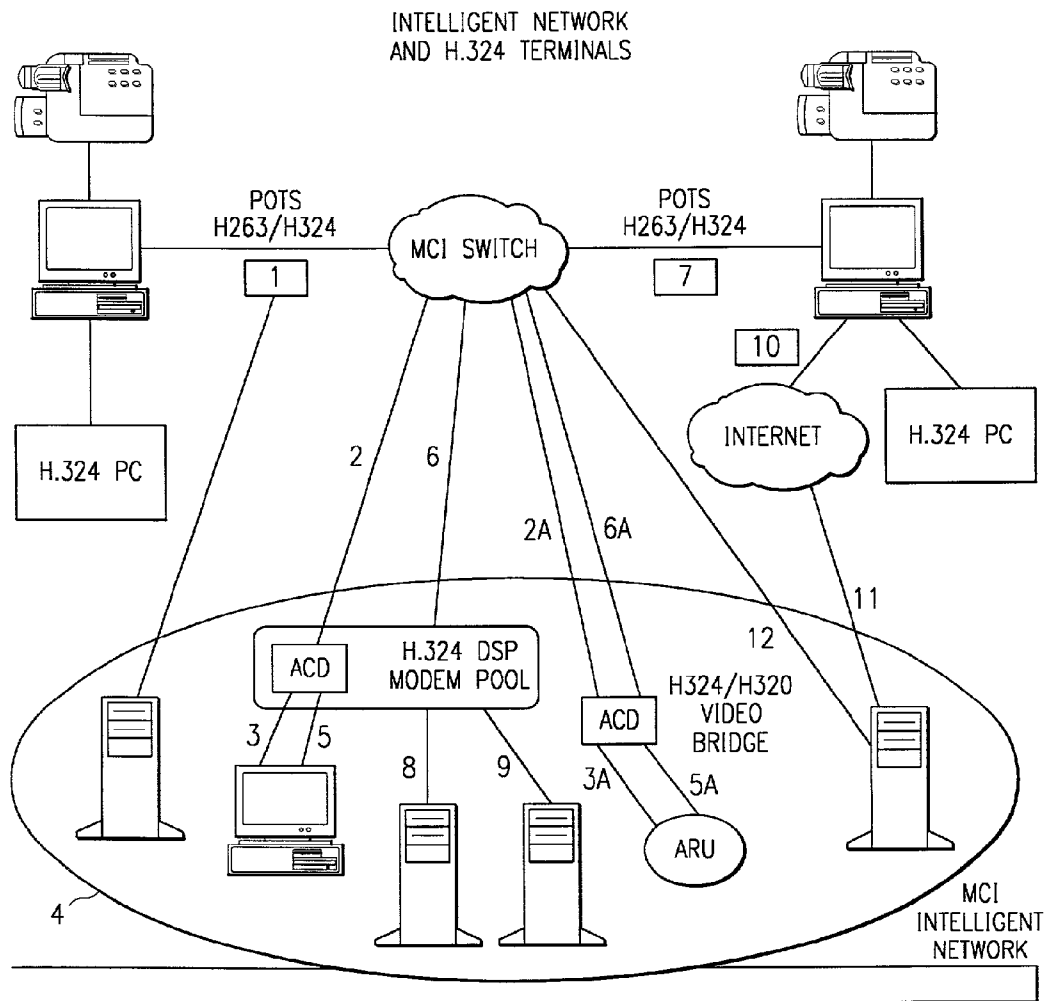 INTELLIGENT NETWORK
AND H.324 TERMINALS
POTS
H263/H324
1
MCI SWITCH
POTS
H263/H324
7
10
INTERNET
H.324 PC
H.324 PC
2
6
2A
6A
11
12
ACD
H.324 DSP
MODEM POOL
ACD
H324/H320
VIDEO
BRIDGE
3
5
8
9
3A
5A
ARU
4
MCI
INTELLIGENT
NETWORK